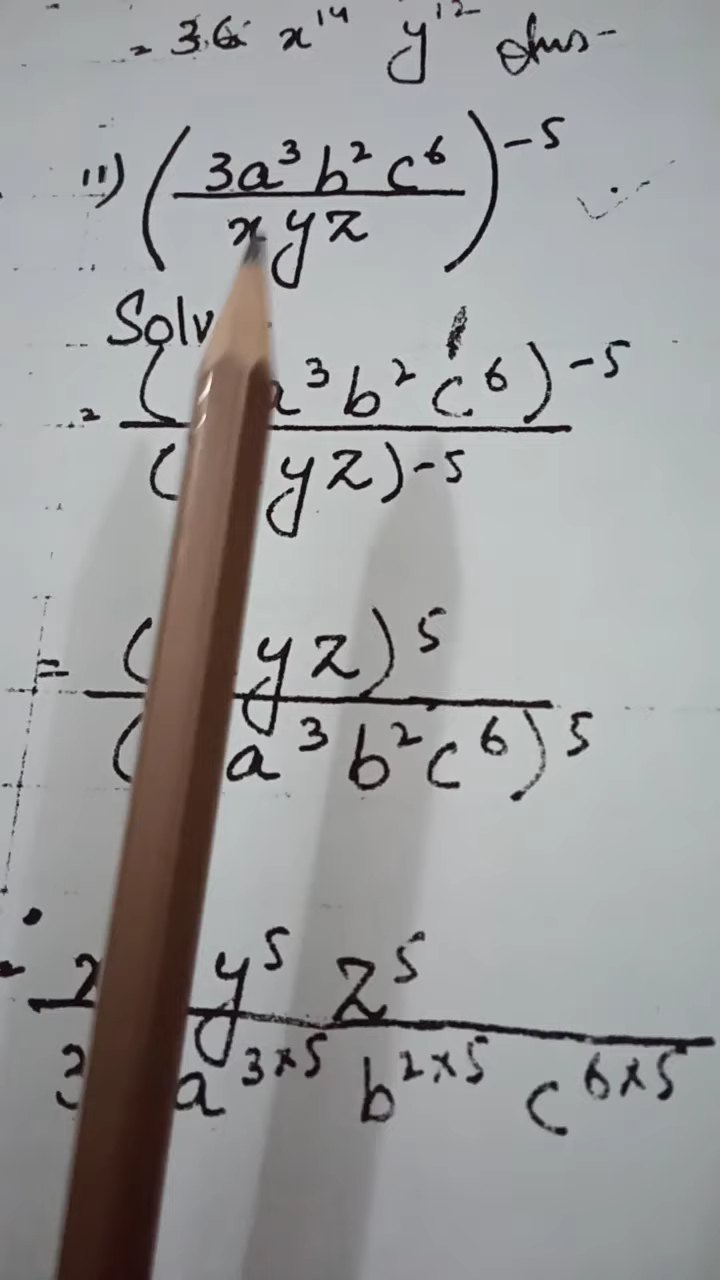 = 36 x¹⁴ y¹² Ans-
ii) (3a³b²c⁶ / xyz)⁻⁵
Solv
= ( a³b²c⁶)⁻⁵ / ( yz)⁻⁵
= ( yz)⁵ / ( a³b²c⁶)⁵
= y⁵ z⁵ / 3 a³ˣ⁵ b²ˣ⁵ c⁶ˣ⁵